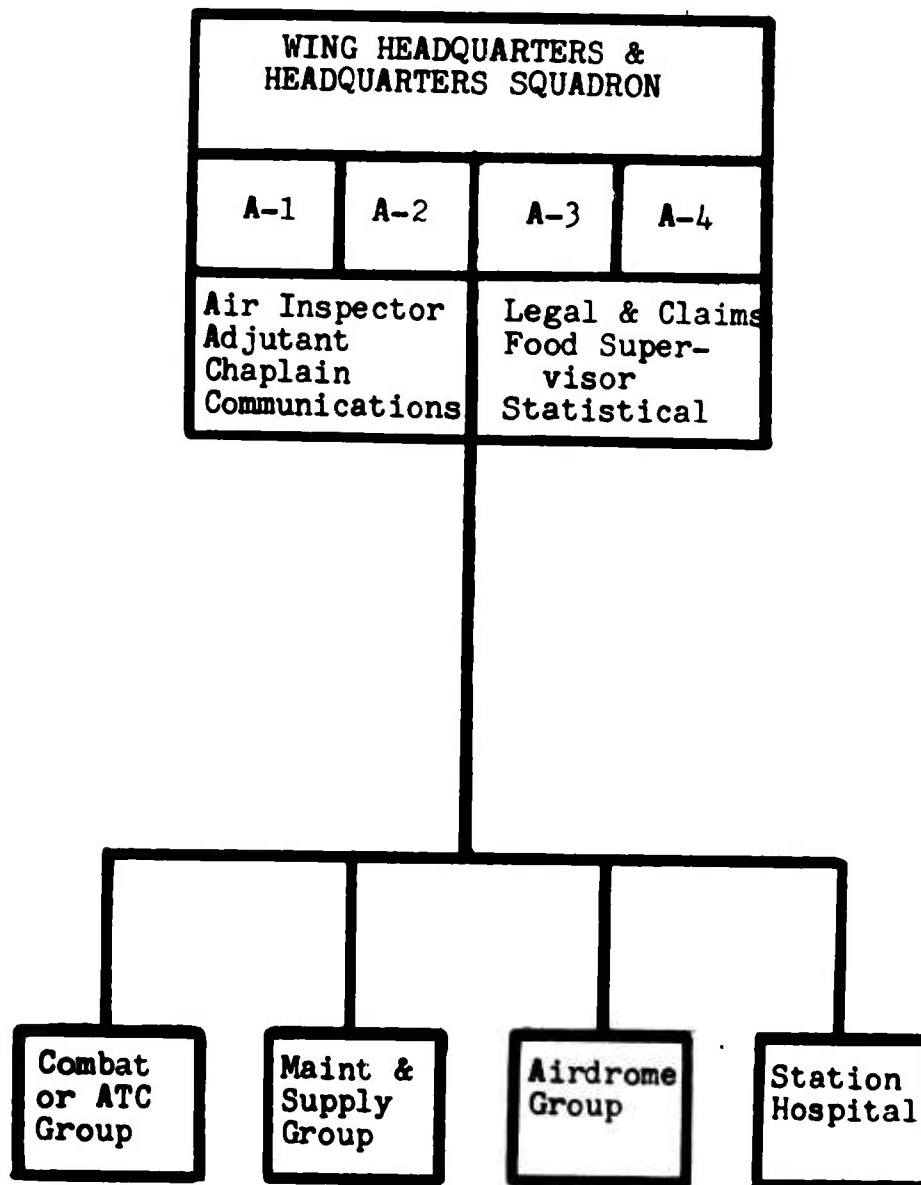 WING HEADQUARTERS &
HEADQUARTERS SQUADRON
A-1 A-2 A-3 A-4
Air Inspector
Adjutant
Chaplain
Communications
Legal & Claims
Food Super-
visor
Statistical
Combat
or ATC
Group
Maint &
Supply
Group
Airdrome
Group
Station
Hospital